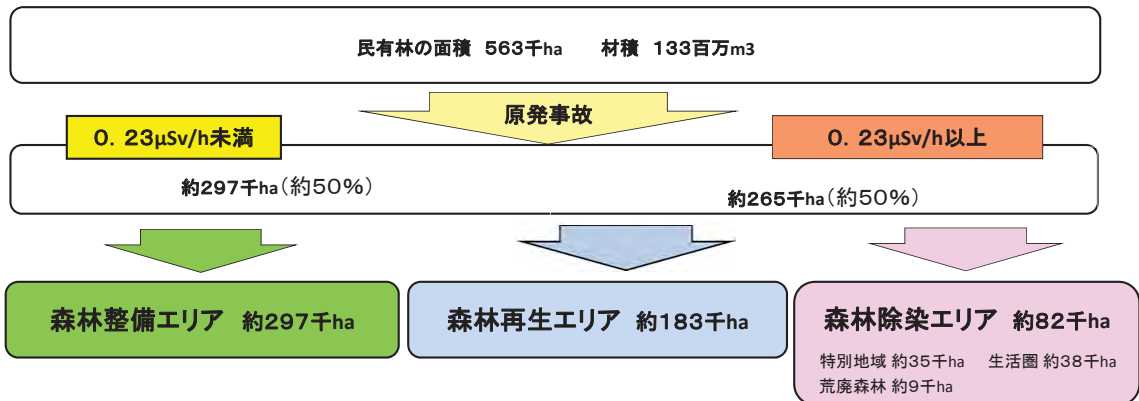 民有林の面積 563千ha 材積 133百万m3
原発事故
0.23μSv/h未満
0.23μSv/h以上
約297千ha(約50%)
約265千ha(約50%)
森林整備エリア 約297千ha
森林再生エリア 約183千ha
森林除染エリア 約82千ha
特別地域 約35千ha 生活圏 約38千ha
荒廃森林 約9千ha